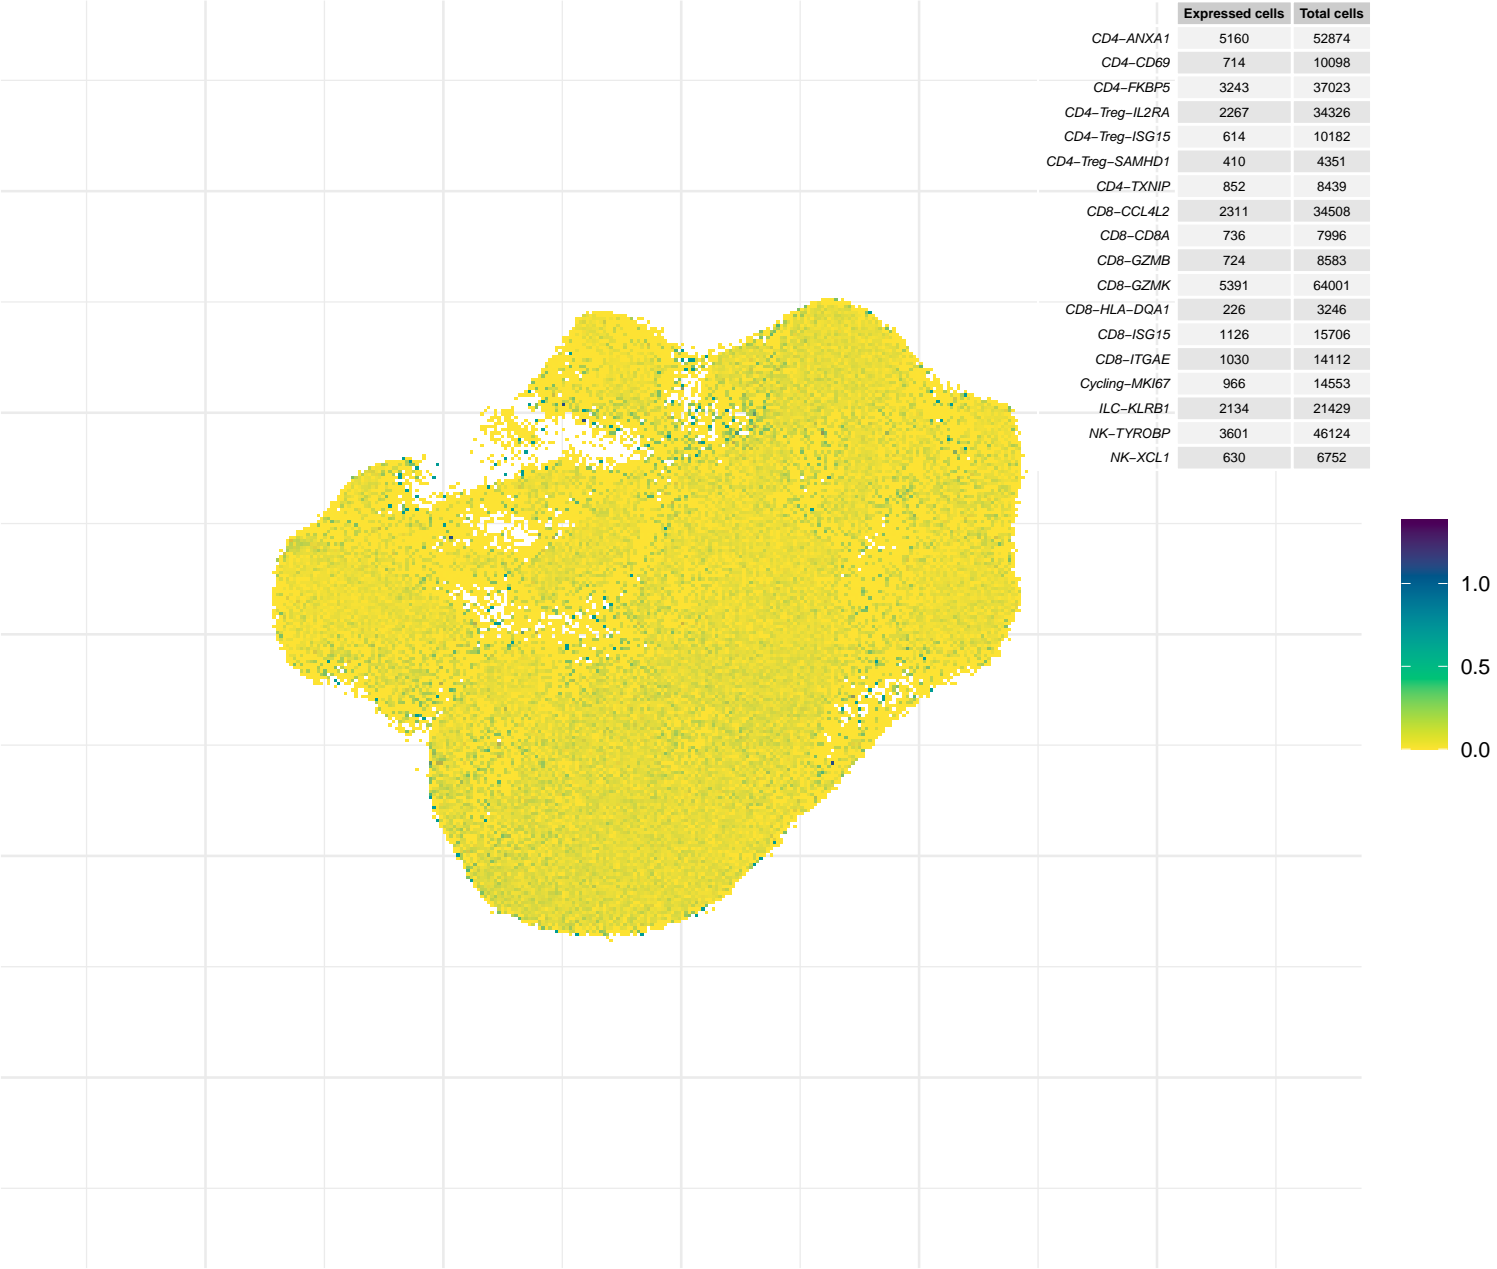 Expressed cells Total cells
CD4−ANXA1 5160 52874
CD4−CD69 714 10098
CD4−FKBP5 3243 37023
CD4−Treg−IL2RA 2267 34326
CD4−Treg−ISG15 614 10182
CD4−Treg−SAMHD1 410 4351
CD4−TXNIP 852 8439
CD8−CCL4L2 2311 34508
CD8−CD8A 736 7996
CD8−GZMB 724 8583
CD8−GZMK 5391 64001
CD8−HLA−DQA1 226 3246
CD8−ISG15 1126 15706
CD8−ITGAE 1030 14112
Cycling−MKI67 966 14553
ILC−KLRB1 2134 21429
NK−TYROBP 3601 46124
NK−XCL1 630 6752
1.0
0.5
0.0